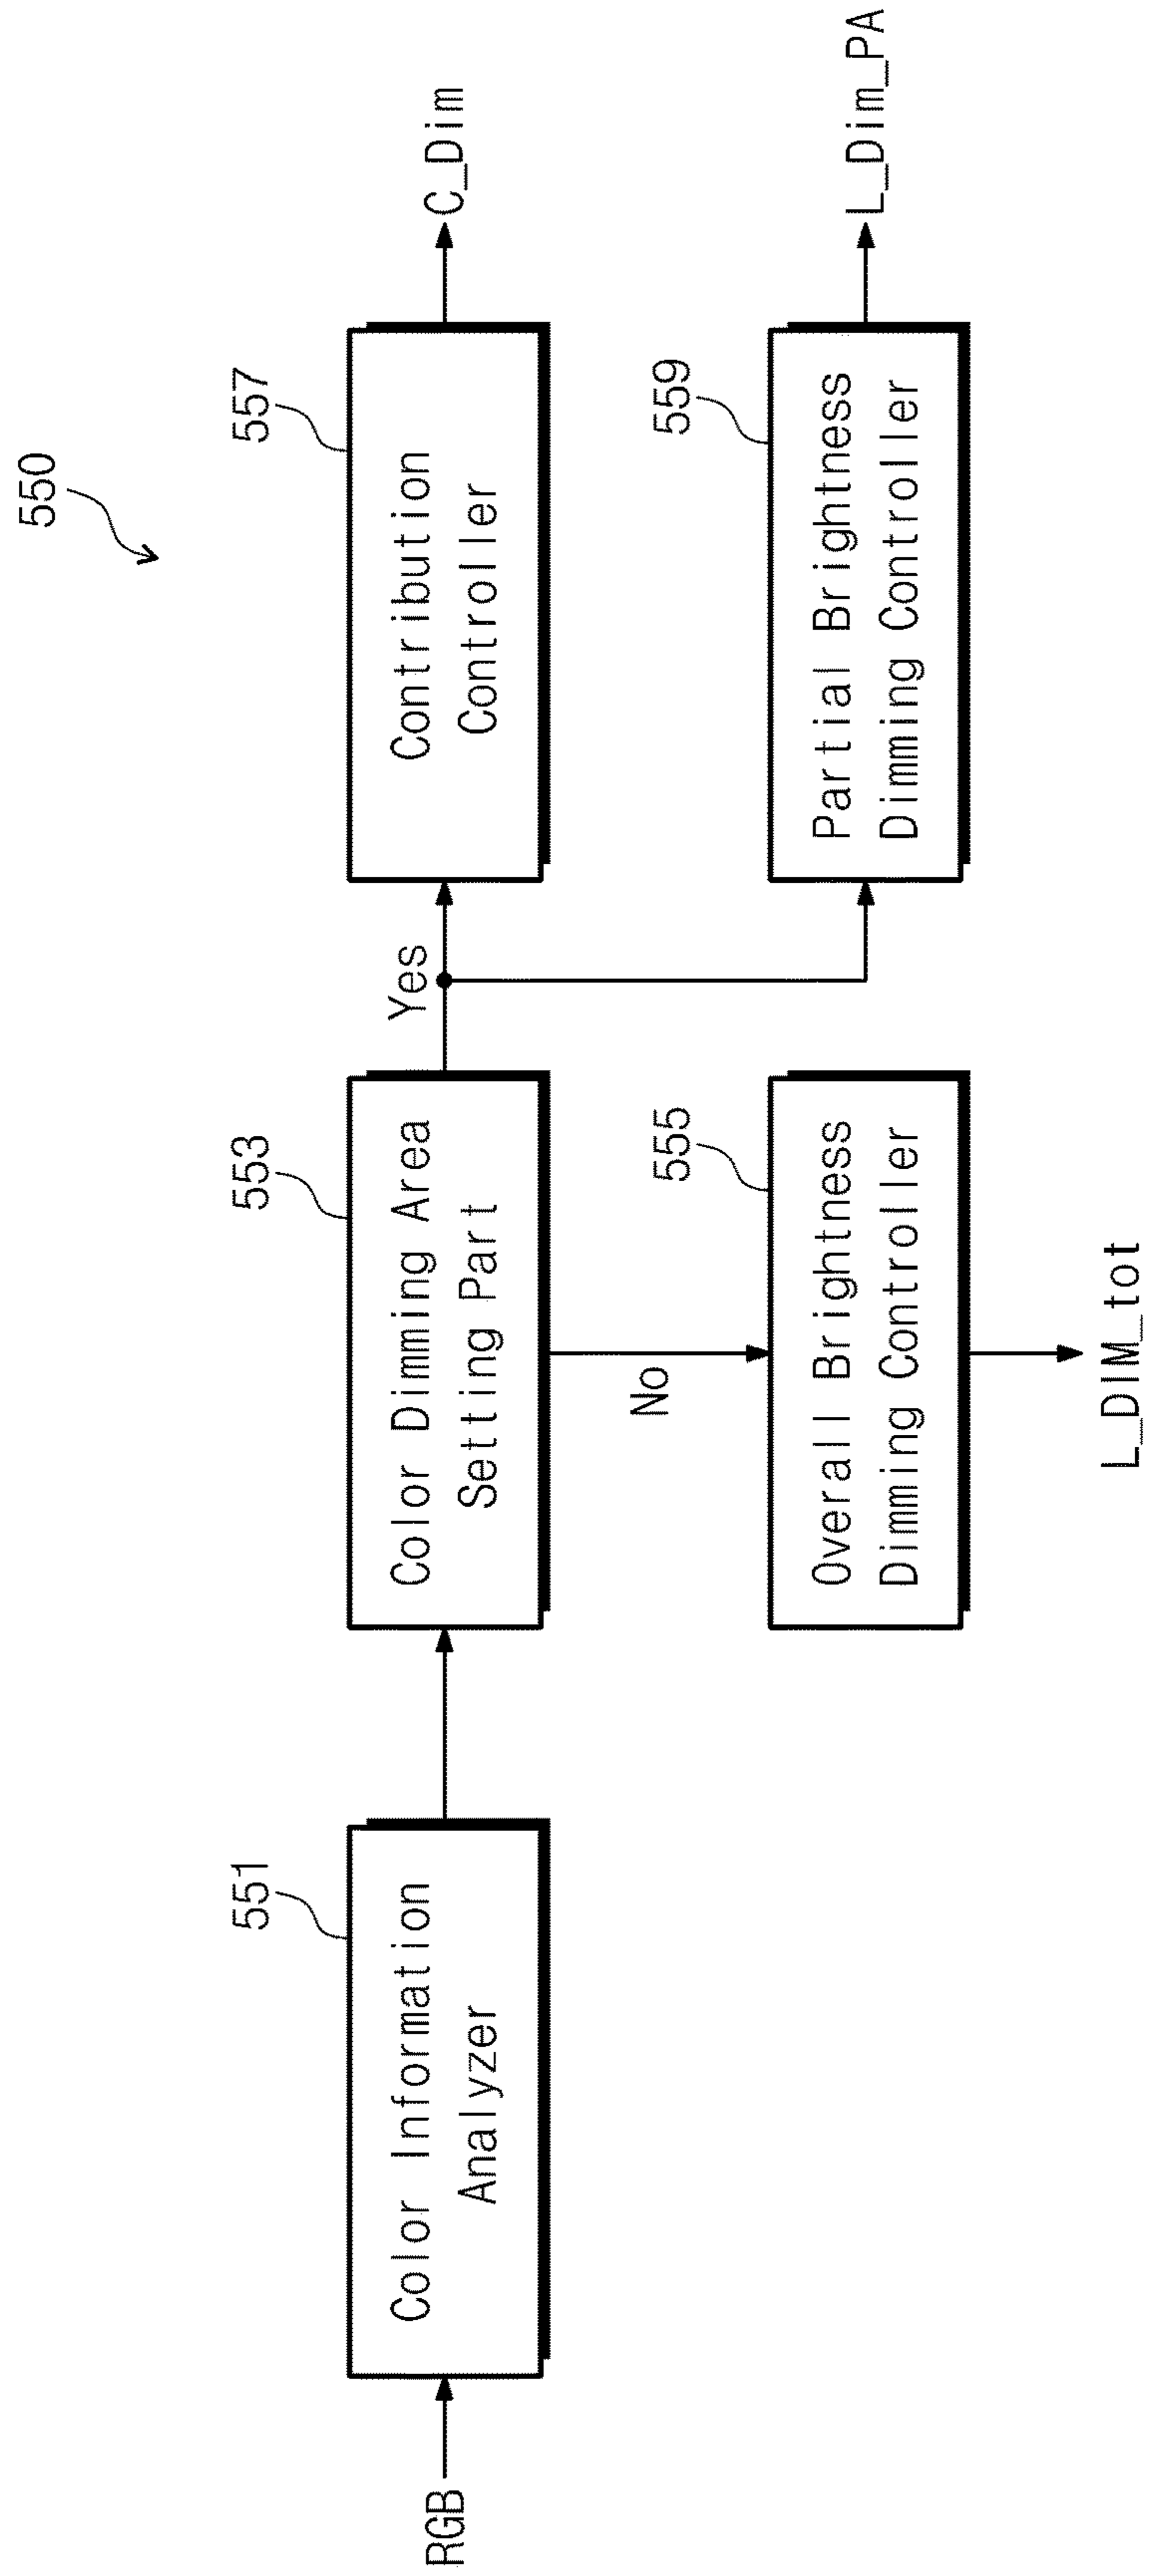 550
551
553
557
RGB
Color Information
Analyzer
Color Dimming Area
Setting Part
Yes
Contribution
Controller
C_Dim
No
555
559
Overall Brightness
Dimming Controller
Partial Brightness
Dimming Controller
L_Dim_PA
L_DIM_tot